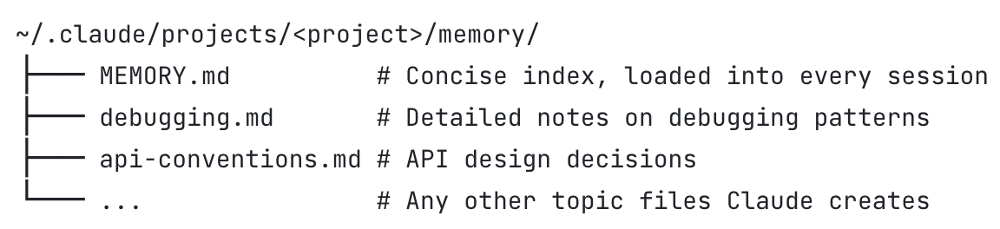 ~/.claude/projects/<project>/memory/
├── MEMORY.md          # Concise index, loaded into every session
├── debugging.md       # Detailed notes on debugging patterns
├── api-conventions.md # API design decisions
└── ...                # Any other topic files Claude creates